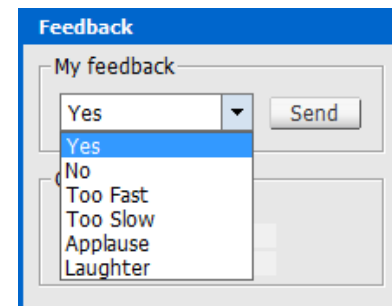 Feedback
My feedback
Yes
Send
Yes
No
Too Fast
Too Slow
Applause
Laughter